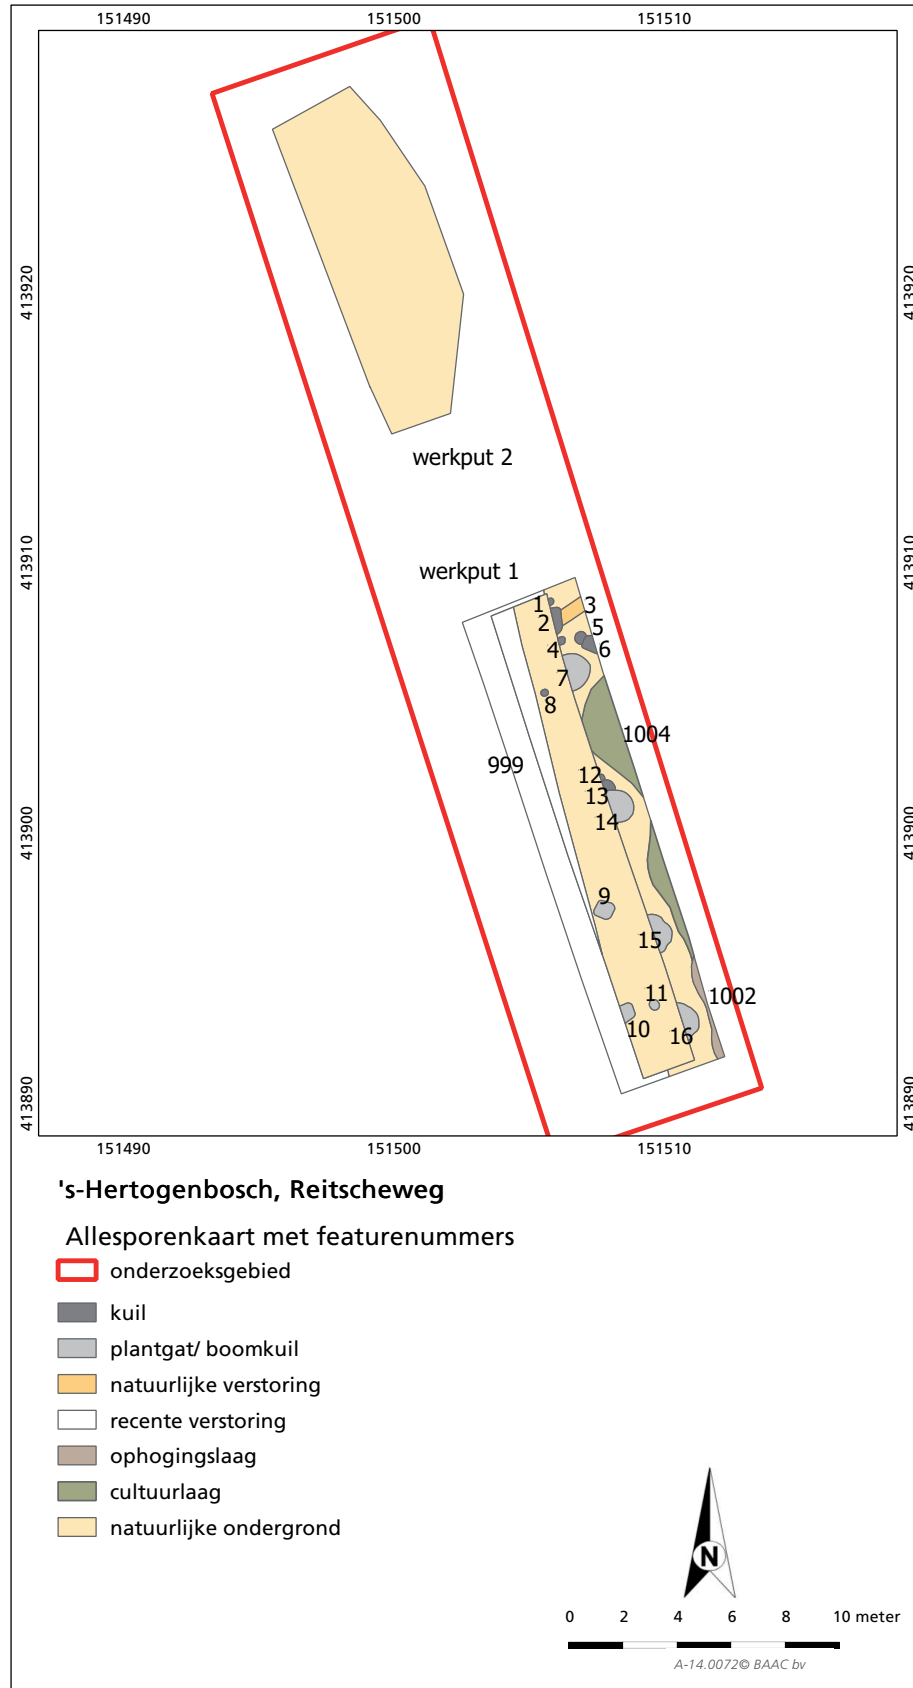 151490 151500 151510
413920 413920
werkput 2
413910 413910
werkput 1
1 3
2 5
4 6
7
8
1004
999
12
13
14
413900 413900
9
15
11 1002
10 16
413890 413890
151490 151500 151510
's-Hertogenbosch, Reitscheweg
Allesporenkaart met featurenummers
onderzoeksgebied
kuil
plantgat/ boomkuil
natuurlijke verstoring
recente verstoring
ophogingslaag
cultuurlaag
natuurlijke ondergrond
N
0 2 4 6 8 10 meter
A-14.0072© BAAC bv